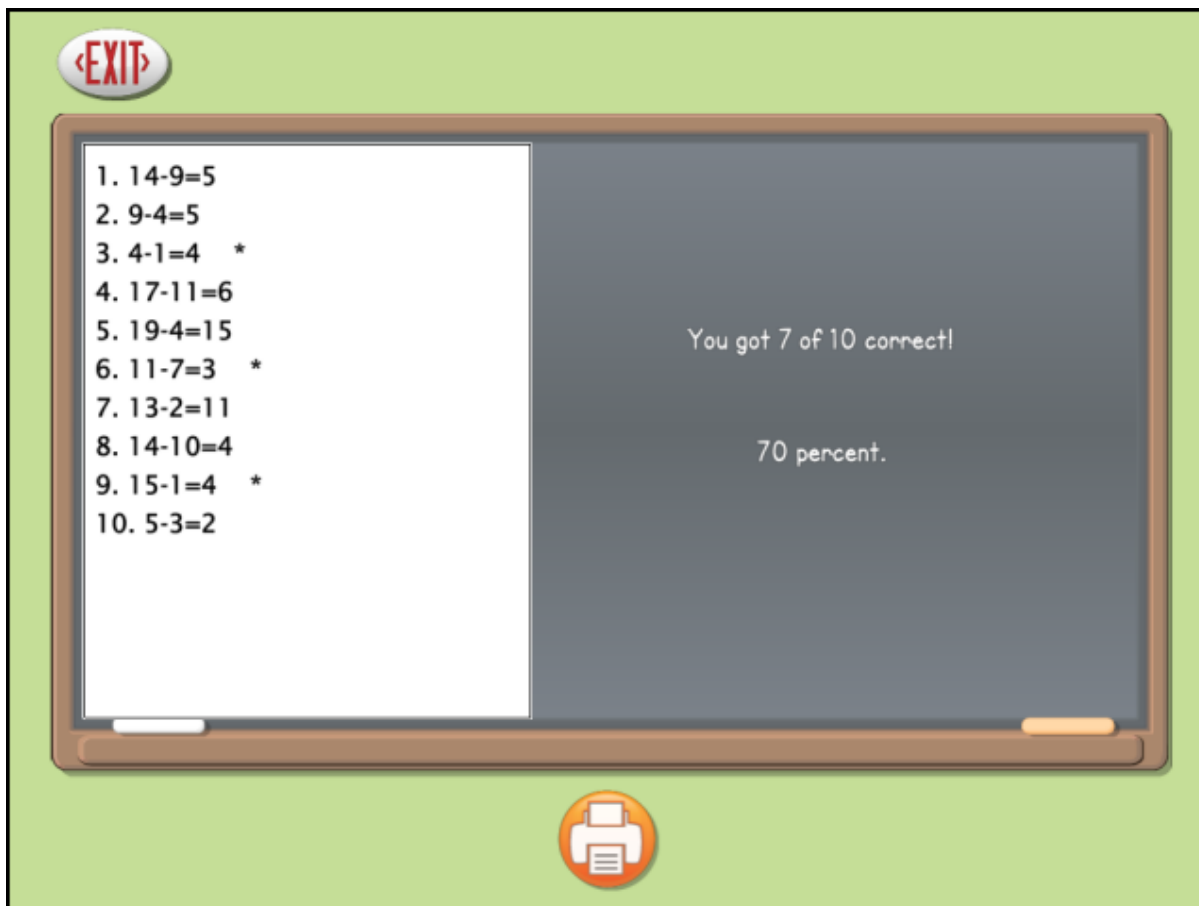 <EXIT>
1. 14-9=5
2. 9-4=5
3. 4-1=4 *
4. 17-11=6
5. 19-4=15
6. 11-7=3 *
7. 13-2=11
8. 14-10=4
9. 15-1=4 *
10. 5-3=2
You got 7 of 10 correct!
70 percent.